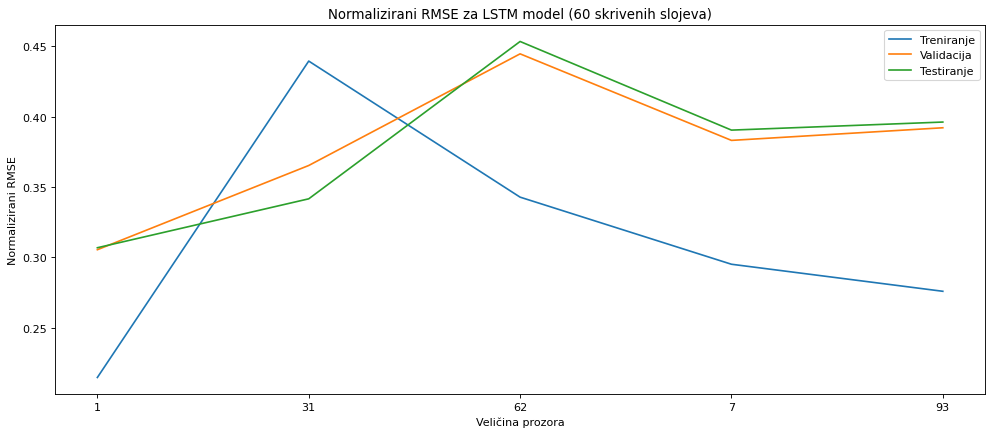 Normalizirani RMSE za LSTM model (60 skrivenih slojeva)
Treniranje
Validacija
Testiranje
Normalizirani RMSE
0.45
0.40
0.35
0.30
0.25
1 31 62 7 93
Veličina prozora